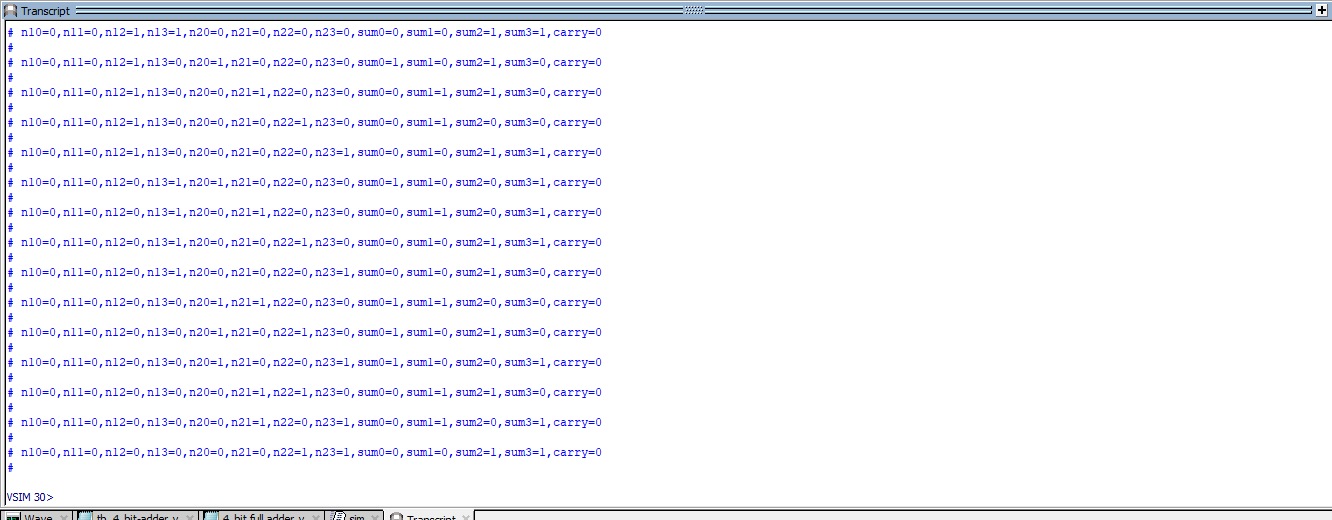 Transcript
# n10=0,n11=0,n12=1,n13=1,n20=0,n21=0,n22=0,n23=0,sum0=0,sum1=0,sum2=1,sum3=1,carry=0
#
# n10=0,n11=0,n12=1,n13=0,n20=1,n21=0,n22=0,n23=0,sum0=1,sum1=0,sum2=1,sum3=0,carry=0
#
# n10=0,n11=0,n12=1,n13=0,n20=0,n21=1,n22=0,n23=0,sum0=0,sum1=1,sum2=1,sum3=0,carry=0
#
# n10=0,n11=0,n12=1,n13=0,n20=0,n21=0,n22=1,n23=0,sum0=0,sum1=1,sum2=0,sum3=0,carry=0
#
# n10=0,n11=0,n12=1,n13=0,n20=0,n21=0,n22=0,n23=1,sum0=0,sum1=0,sum2=1,sum3=1,carry=0
#
# n10=0,n11=0,n12=0,n13=1,n20=1,n21=0,n22=0,n23=0,sum0=1,sum1=0,sum2=0,sum3=1,carry=0
#
# n10=0,n11=0,n12=0,n13=1,n20=0,n21=1,n22=0,n23=0,sum0=0,sum1=1,sum2=0,sum3=1,carry=0
#
# n10=0,n11=0,n12=0,n13=1,n20=0,n21=0,n22=1,n23=0,sum0=0,sum1=0,sum2=1,sum3=1,carry=0
#
# n10=0,n11=0,n12=0,n13=1,n20=0,n21=0,n22=0,n23=1,sum0=0,sum1=0,sum2=1,sum3=0,carry=0
#
# n10=0,n11=0,n12=0,n13=0,n20=1,n21=1,n22=0,n23=0,sum0=1,sum1=1,sum2=0,sum3=0,carry=0
#
# n10=0,n11=0,n12=0,n13=0,n20=1,n21=0,n22=1,n23=0,sum0=1,sum1=0,sum2=1,sum3=0,carry=0
#
# n10=0,n11=0,n12=0,n13=0,n20=1,n21=0,n22=0,n23=1,sum0=1,sum1=0,sum2=0,sum3=1,carry=0
#
# n10=0,n11=0,n12=0,n13=0,n20=0,n21=1,n22=1,n23=0,sum0=0,sum1=1,sum2=1,sum3=0,carry=0
#
# n10=0,n11=0,n12=0,n13=0,n20=0,n21=1,n22=0,n23=1,sum0=0,sum1=1,sum2=0,sum3=1,carry=0
#
# n10=0,n11=0,n12=0,n13=0,n20=0,n21=0,n22=1,n23=1,sum0=0,sum1=0,sum2=1,sum3=1,carry=0
#
VSIM 30>
Wave tb_4_bit-adder.v 4_bit full adder.v sim Transcript